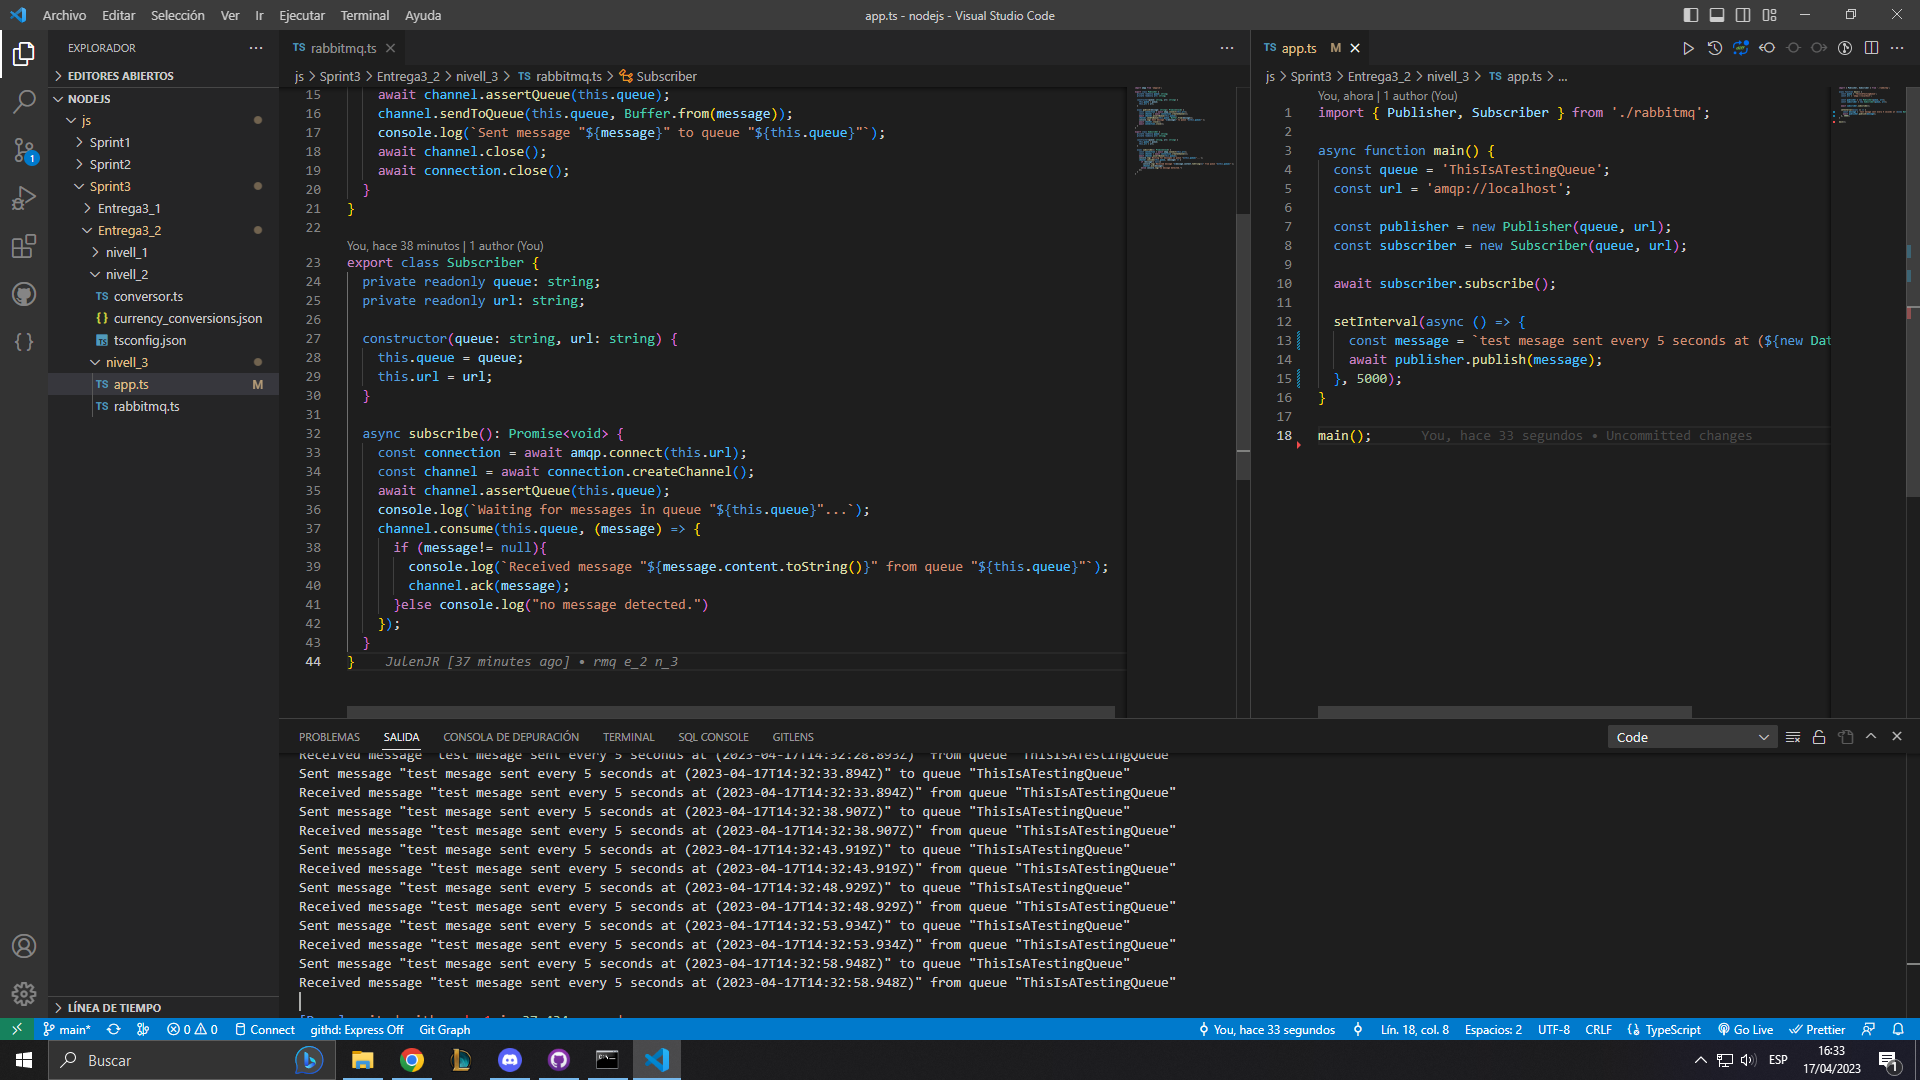 Archivo Editar Selección Ver Ir Ejecutar Terminal Ayuda
app.ts - nodejs - Visual Studio Code
EXPLORADOR
EDITORES ABIERTOS
NODEJS
js
Sprint1
Sprint2
Sprint3
Entrega3_1
Entrega3_2
nivell_1
nivell_2
TS conversor.ts
{} currency_conversions.json
tsconfig.json
nivell_3
TS app.ts M
TS rabbitmq.ts
LÍNEA DE TIEMPO
TS rabbitmq.ts
js > Sprint3 > Entrega3_2 > nivell_3 > TS rabbitmq.ts > Subscriber
15 await channel.assertQueue(this.queue);
16 channel.sendToQueue(this.queue, Buffer.from(message));
17 console.log(`Sent message "${message}" to queue "${this.queue}"`);
18 await channel.close();
19 await connection.close();
20 }
21 }
22
You, hace 38 minutos | 1 author (You)
23 export class Subscriber {
24 private readonly queue: string;
25 private readonly url: string;
26
27 constructor(queue: string, url: string) {
28 this.queue = queue;
29 this.url = url;
30 }
31
32 async subscribe(): Promise<void> {
33 const connection = await amqp.connect(this.url);
34 const channel = await connection.createChannel();
35 await channel.assertQueue(this.queue);
36 console.log(`Waiting for messages in queue "${this.queue}"...`);
37 channel.consume(this.queue, (message) => {
38 if (message!= null){
39 console.log(`Received message "${message.content.toString()}" from queue "${this.queue}"`);
40 channel.ack(message);
41 }else console.log("no message detected.")
42 });
43 }
44 } JulenJR [37 minutes ago] • rmq e_2 n_3
TS app.ts M
js > Sprint3 > Entrega3_2 > nivell_3 > TS app.ts > ...
You, ahora | 1 author (You)
1 import { Publisher, Subscriber } from './rabbitmq';
2
3 async function main() {
4 const queue = 'ThisIsATestingQueue';
5 const url = 'amqp://localhost';
6
7 const publisher = new Publisher(queue, url);
8 const subscriber = new Subscriber(queue, url);
9
10 await subscriber.subscribe();
11
12 setInterval(async () => {
13 const message = `test mesage sent every 5 seconds at (${new Dat
14 await publisher.publish(message);
15 }, 5000);
16 }
17
18 main(); You, hace 33 segundos • Uncommitted changes
PROBLEMAS SALIDA CONSOLA DE DEPURACIÓN TERMINAL SQL CONSOLE GITLENS
Code
Received message "test mesage sent every 5 seconds at (2023-04-17T14:32:28.893Z)" from queue "ThisIsATestingQueue"
Sent message "test mesage sent every 5 seconds at (2023-04-17T14:32:33.894Z)" to queue "ThisIsATestingQueue"
Received message "test mesage sent every 5 seconds at (2023-04-17T14:32:33.894Z)" from queue "ThisIsATestingQueue"
Sent message "test mesage sent every 5 seconds at (2023-04-17T14:32:38.907Z)" to queue "ThisIsATestingQueue"
Received message "test mesage sent every 5 seconds at (2023-04-17T14:32:38.907Z)" from queue "ThisIsATestingQueue"
Sent message "test mesage sent every 5 seconds at (2023-04-17T14:32:43.919Z)" to queue "ThisIsATestingQueue"
Received message "test mesage sent every 5 seconds at (2023-04-17T14:32:43.919Z)" from queue "ThisIsATestingQueue"
Sent message "test mesage sent every 5 seconds at (2023-04-17T14:32:48.929Z)" to queue "ThisIsATestingQueue"
Received message "test mesage sent every 5 seconds at (2023-04-17T14:32:48.929Z)" from queue "ThisIsATestingQueue"
Sent message "test mesage sent every 5 seconds at (2023-04-17T14:32:53.934Z)" to queue "ThisIsATestingQueue"
Received message "test mesage sent every 5 seconds at (2023-04-17T14:32:53.934Z)" from queue "ThisIsATestingQueue"
Sent message "test mesage sent every 5 seconds at (2023-04-17T14:32:58.948Z)" to queue "ThisIsATestingQueue"
Received message "test mesage sent every 5 seconds at (2023-04-17T14:32:58.948Z)" from queue "ThisIsATestingQueue"
main* 0 0 Connect githd: Express Off Git Graph
You, hace 33 segundos Lín. 18, col. 8 Espacios: 2 UTF-8 CRLF TypeScript Go Live Prettier
Buscar
ESP
16:33
17/04/2023
1